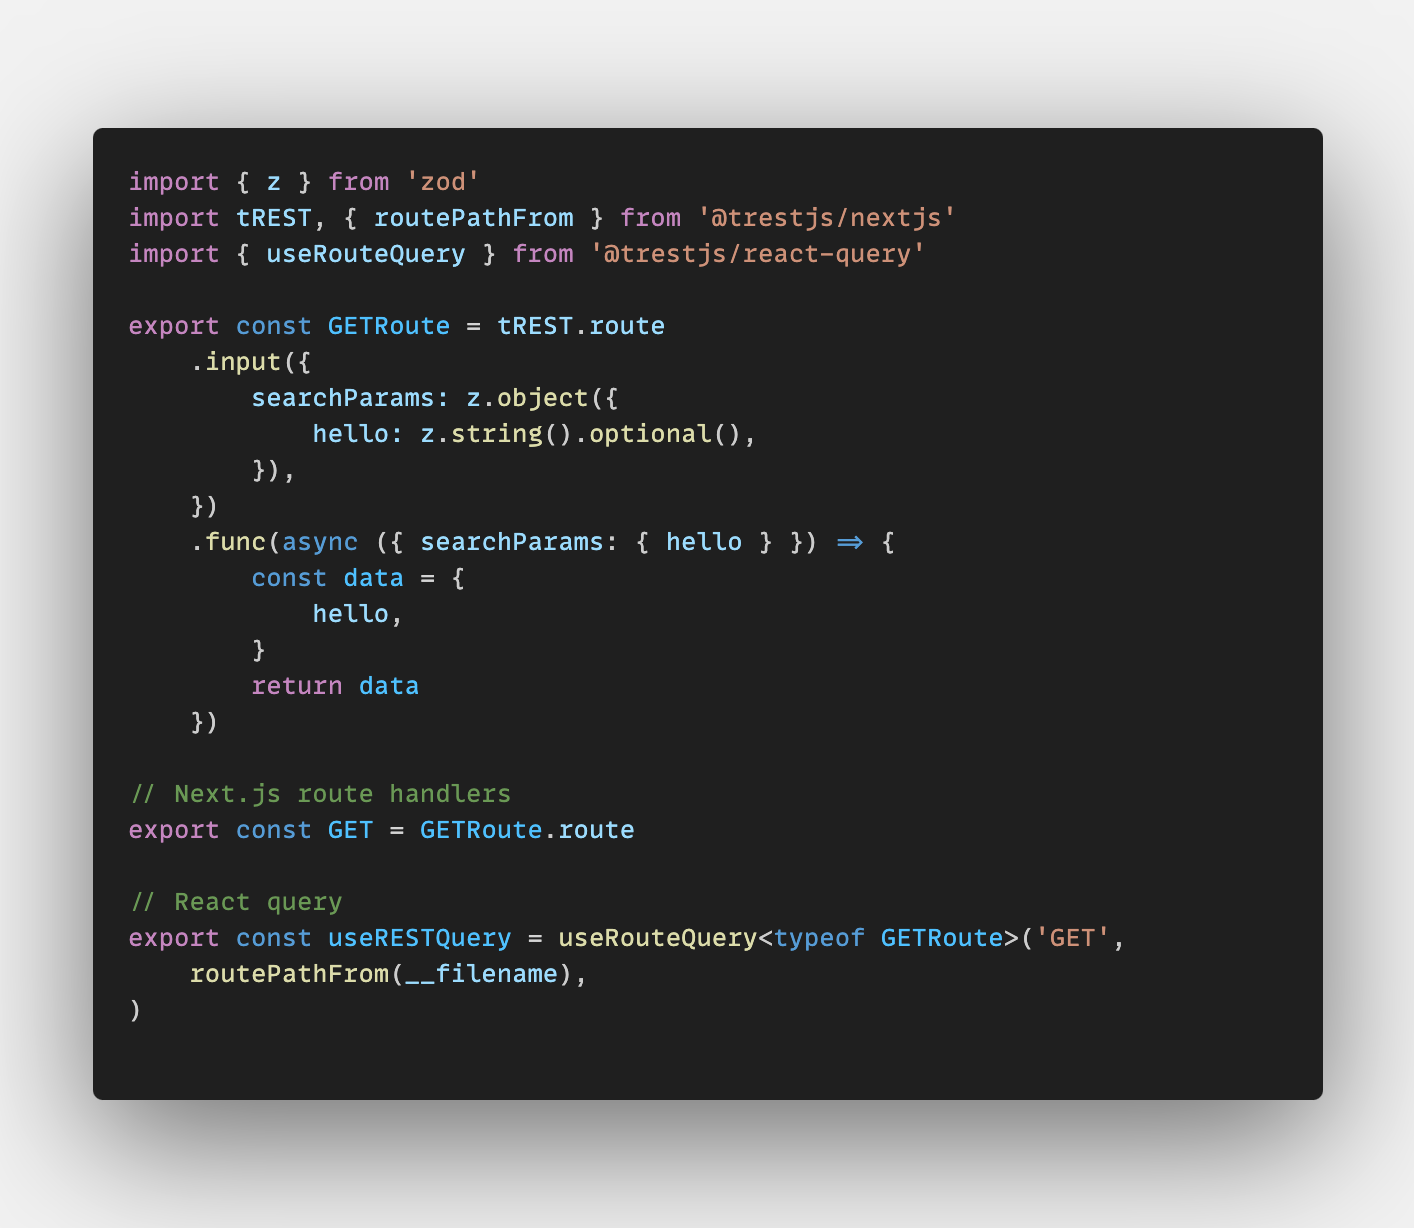 import { z } from 'zod'
import tREST, { routePathFrom } from '@trestjs/nextjs'
import { useRouteQuery } from '@trestjs/react-query'

export const GETRoute = tREST.route
    .input({
        searchParams: z.object({
            hello: z.string().optional(),
        }),
    })
    .func(async ({ searchParams: { hello } }) => {
        const data = {
            hello,
        }
        return data
    })

// Next.js route handlers
export const GET = GETRoute.route

// React query
export const useRESTQuery = useRouteQuery<typeof GETRoute>('GET',
    routePathFrom(__filename),
)